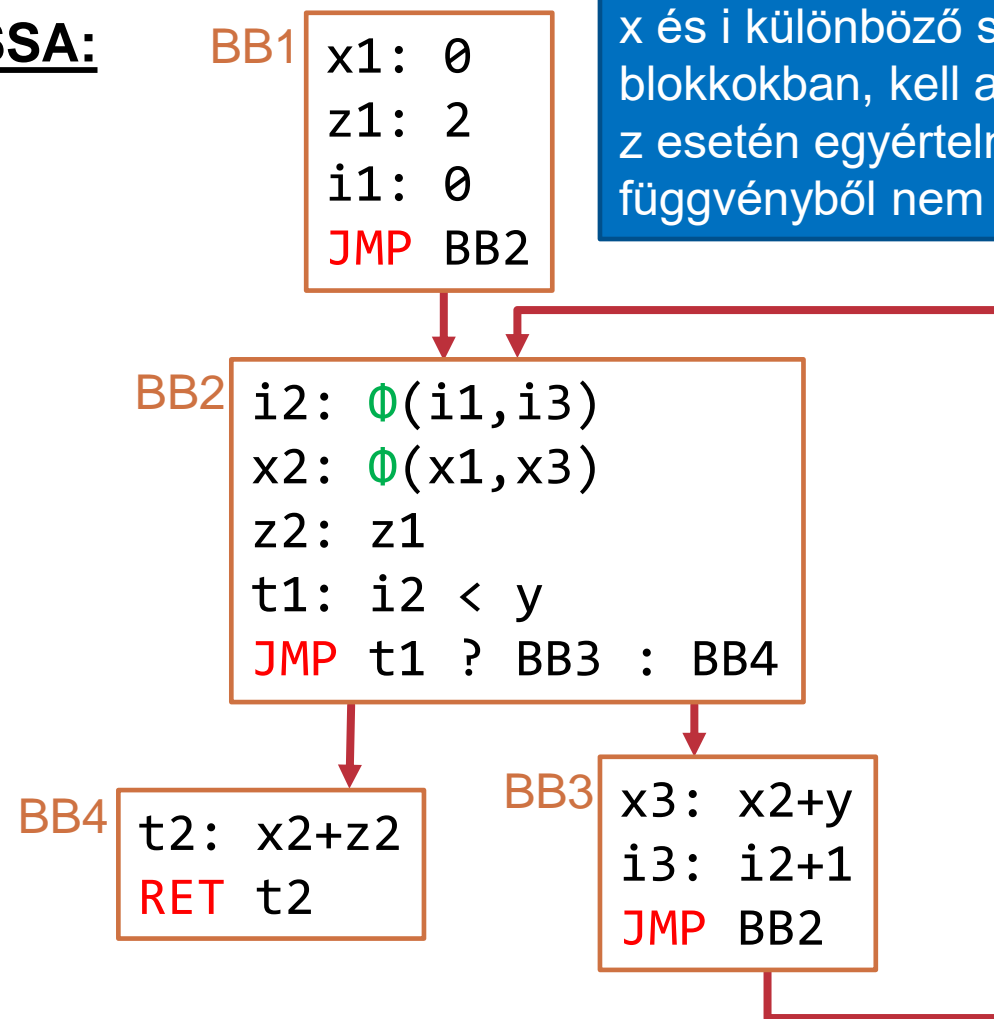 SSA:
BB1
x1: 0
z1: 2
i1: 0
JMP BB2
x és i különböző
blokkokban, kell
z esetén
függvényből nem
BB2
i2: Φ(i1,i3)
x2: Φ(x1,x3)
z2: z1
t1: i2 < y
JMP t1 ? BB3 : BB4
BB4
t2: x2+z2
RET t2
BB3
x3: x2+y
i3: i2+1
JMP BB2